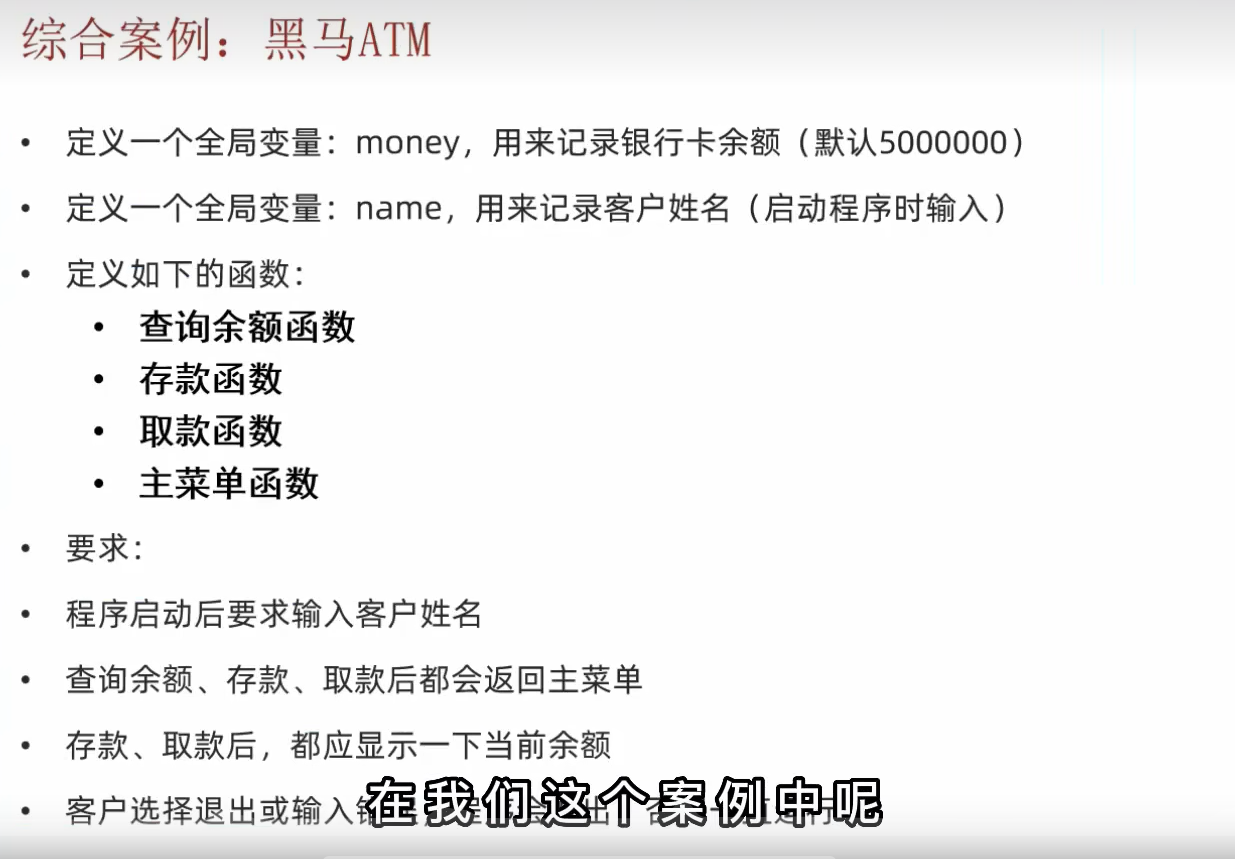 综合案例：黑马ATM
• 定义一个全局变量：money，用来记录银行卡余额（默认5000000）
• 定义一个全局变量：name，用来记录客户姓名（启动程序时输入）
• 定义如下的函数：
• 查询余额函数
• 存款函数
• 取款函数
• 主菜单函数
• 要求：
• 程序启动后要求输入客户姓名
• 查询余额、存款、取款后都会返回主菜单
• 存款、取款后，都应显示一下当前余额
• 客户选择退出或输入
在我们这个案例中呢